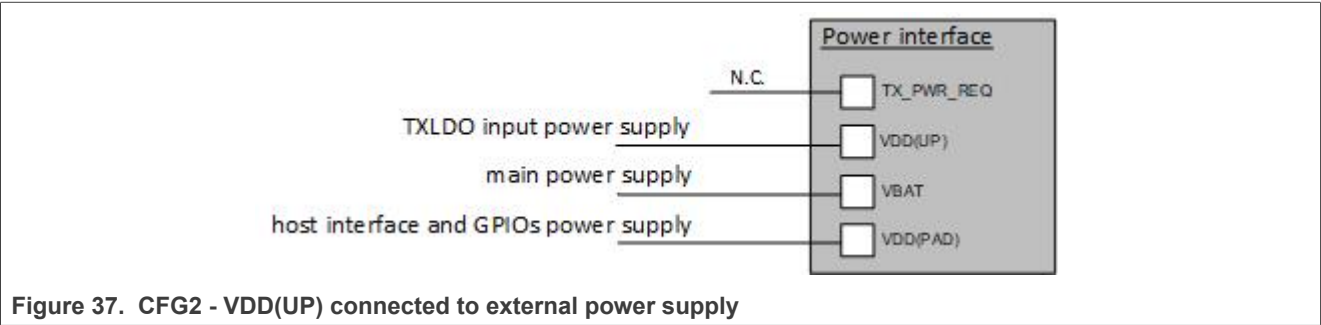 Power interface
N.C.
TX_PWR_REQ
TXLDO input power supply
VDD(UP)
main power supply
VBAT
host interface and GPIOs power supply
VDD(PAD)
Figure 37. CFG2 - VDD(UP) connected to external power supply